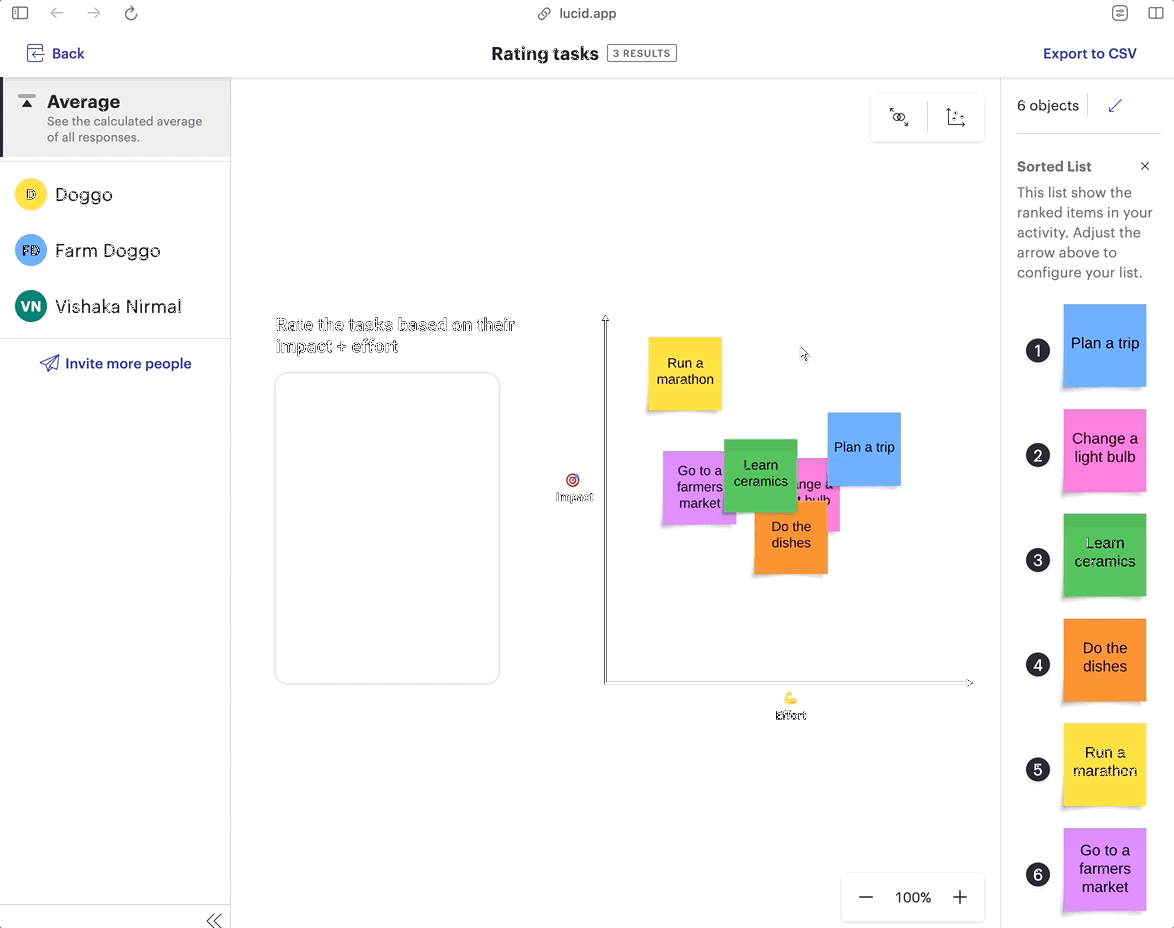 lucid.app
Back
Rating tasks
3 RESULTS
Export to CSV
Average
See the calculated average
of all responses.
D
Doggo
FD
Farm Doggo
VN
Vishaka Nirmal
Invite more people
Rate the tasks based on their
impact + effort
Impact
Effort
Run a
marathon
Plan a trip
Go to a
farmers
market
Learn
ceramics
Do the
dishes
100%
6 objects
Sorted List
This list show the
ranked items in your
activity. Adjust the
arrow above to
configure your list.
1
Plan a trip
2
Change a
light bulb
3
Learn
ceramics
4
Do the
dishes
5
Run a
marathon
6
Go to a
farmers
market